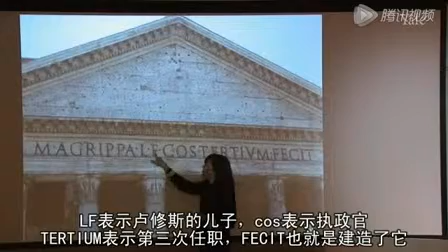 腾讯视频
Yale
M·AGRIPPA·L·F·COS·TERTIVM·FECIT
LF表示卢修斯的儿子，cos表示执政官
TERTIUM表示第三次任职，FECIT也就是建造了它